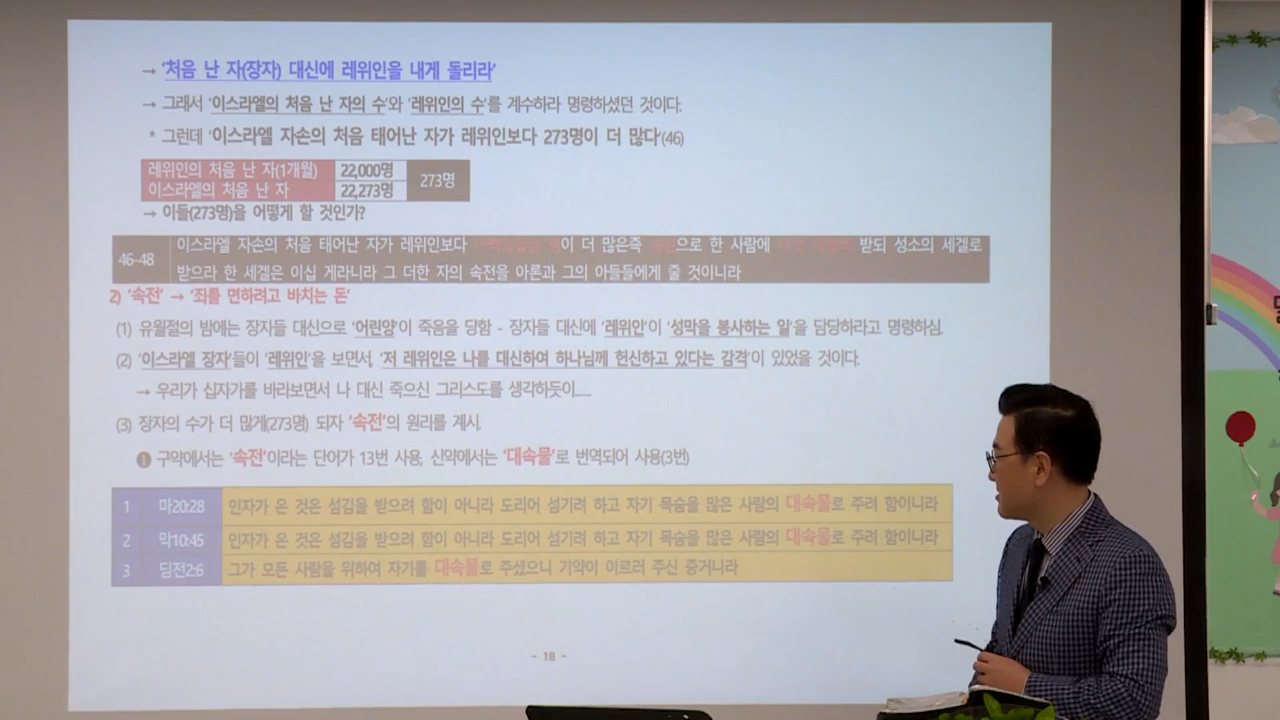 → '처음 난 자(장자) 대신에 레위인을 내게 돌리라'
→ 그래서 '이스라엘의 처음 난 자의 수'와 '레위인의 수'를 계수하라 명령하셨던 것이다.
* 그런데 '이스라엘 자손의 처음 태어난 자가 레위인보다 273명이 더 많다(46)
레위인의 처음 난 자(1개월) 22,000명 273명
이스라엘의 처음 난 자 22,273명
→ 이들(273명)을 어떻게 할 것인가?
46-48 이스라엘 자손의 처음 태어난 자가 레위인보다 이 더 많은즉 으로 한 사람에 받되 성소의 세겔로
받으라 한 세겔은 이십 게라니라 그 더한 자의 속전을 아론과 그의 아들들에게 줄 것이니라
2) '속전' → '죄를 면하려고 바치는 돈'
(1) 유월절의 밤에는 장자들 대신으로 '어린양'이 죽음을 당함 - 장자들 대신에 '레위인'이 '성막을 봉사하는 일'을 담당하라고 명령하심.
(2) '이스라엘 장자'들이 '레위인'을 보면서, '저 레위인은 나를 대신하여 하나님께 헌신하고 있다는 감격'이 있었을 것이다.
→ 우리가 십자가를 바라보면서 나 대신 죽으신 그리스도를 생각하듯이......
(3) 장자의 수가 더 많게(273명) 되자 '속전'의 원리를 계시.
❶ 구약에서는 '속전'이라는 단어가 13번 사용, 신약에서는 '대속물'로 번역되어 사용(3번)
1 마20:28 인자가 온 것은 섬김을 받으려 함이 아니라 도리어 섬기려 하고 자기 목숨을 많은 사람의 대속물로 주려 함이니라
2 막10:45 인자가 온 것은 섬김을 받으려 함이 아니라 도리어 섬기려 하고 자기 목숨을 많은 사람의 대속물로 주려 함이니라
3 딤전2:6 그가 모든 사람을 위하여 자기를 대속물로 주셨으니 기약이 이르러 주신 증거니라
- 18 -